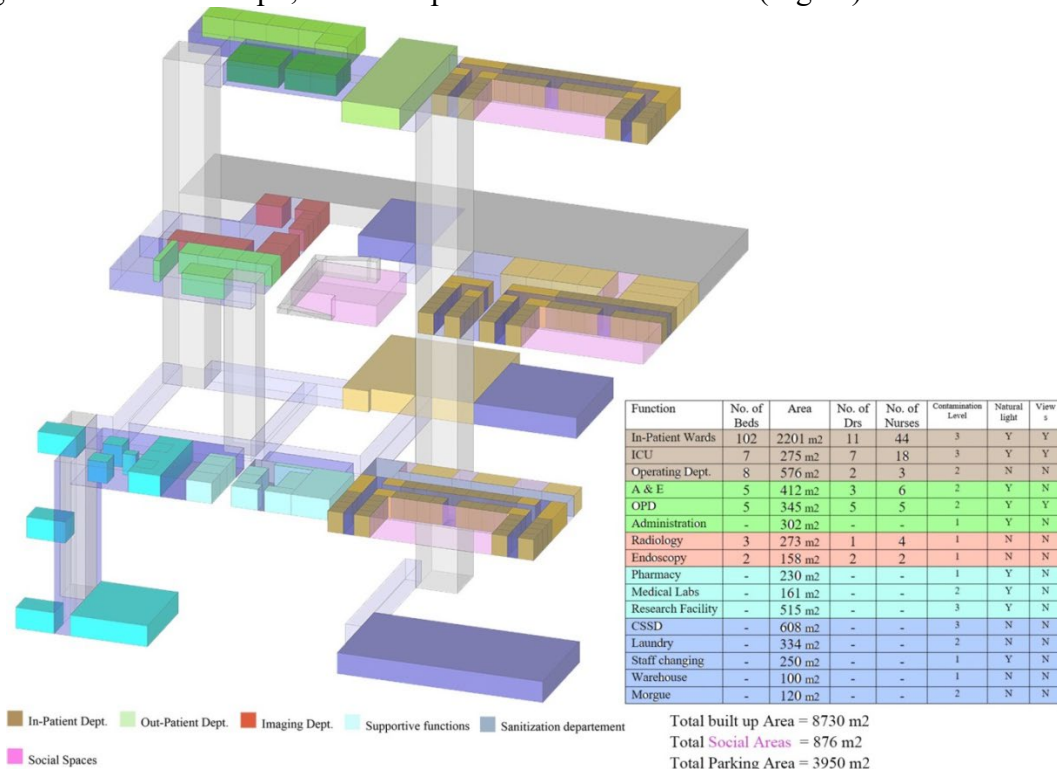 Function No. of Beds Area No. of Drs No. of Nurses Contamination Level Natural light View s
In-Patient Wards 102 2201 m2 11 44 3 Y Y
ICU 7 275 m2 7 18 3 Y Y
Operating Dept. 8 576 m2 2 3 2 N N
A & E 5 412 m2 3 6 2 Y N
OPD 5 345 m2 5 5 2 Y Y
Administration - 302 m2 - - 1 Y N
Radiology 3 273 m2 1 4 1 N N
Endoscopy 2 158 m2 2 2 1 N N
Pharmacy - 230 m2 - - 1 Y N
Medical Labs - 161 m2 - - 2 Y N
Research Facility - 515 m2 - - 3 Y N
CSSD - 608 m2 - - 3 N N
Laundry - 334 m2 - - 2 N N
Staff changing - 250 m2 - - 1 Y N
Warehouse - 100 m2 - - 1 N N
Morgue - 120 m2 - - 2 N N
In-Patient Dept. Out-Patient Dept. Imaging Dept. Supportive functions Sanitization departement
Social Spaces
Total built up Area = 8730 m2
Total Social Areas = 876 m2
Total Parking Area = 3950 m2